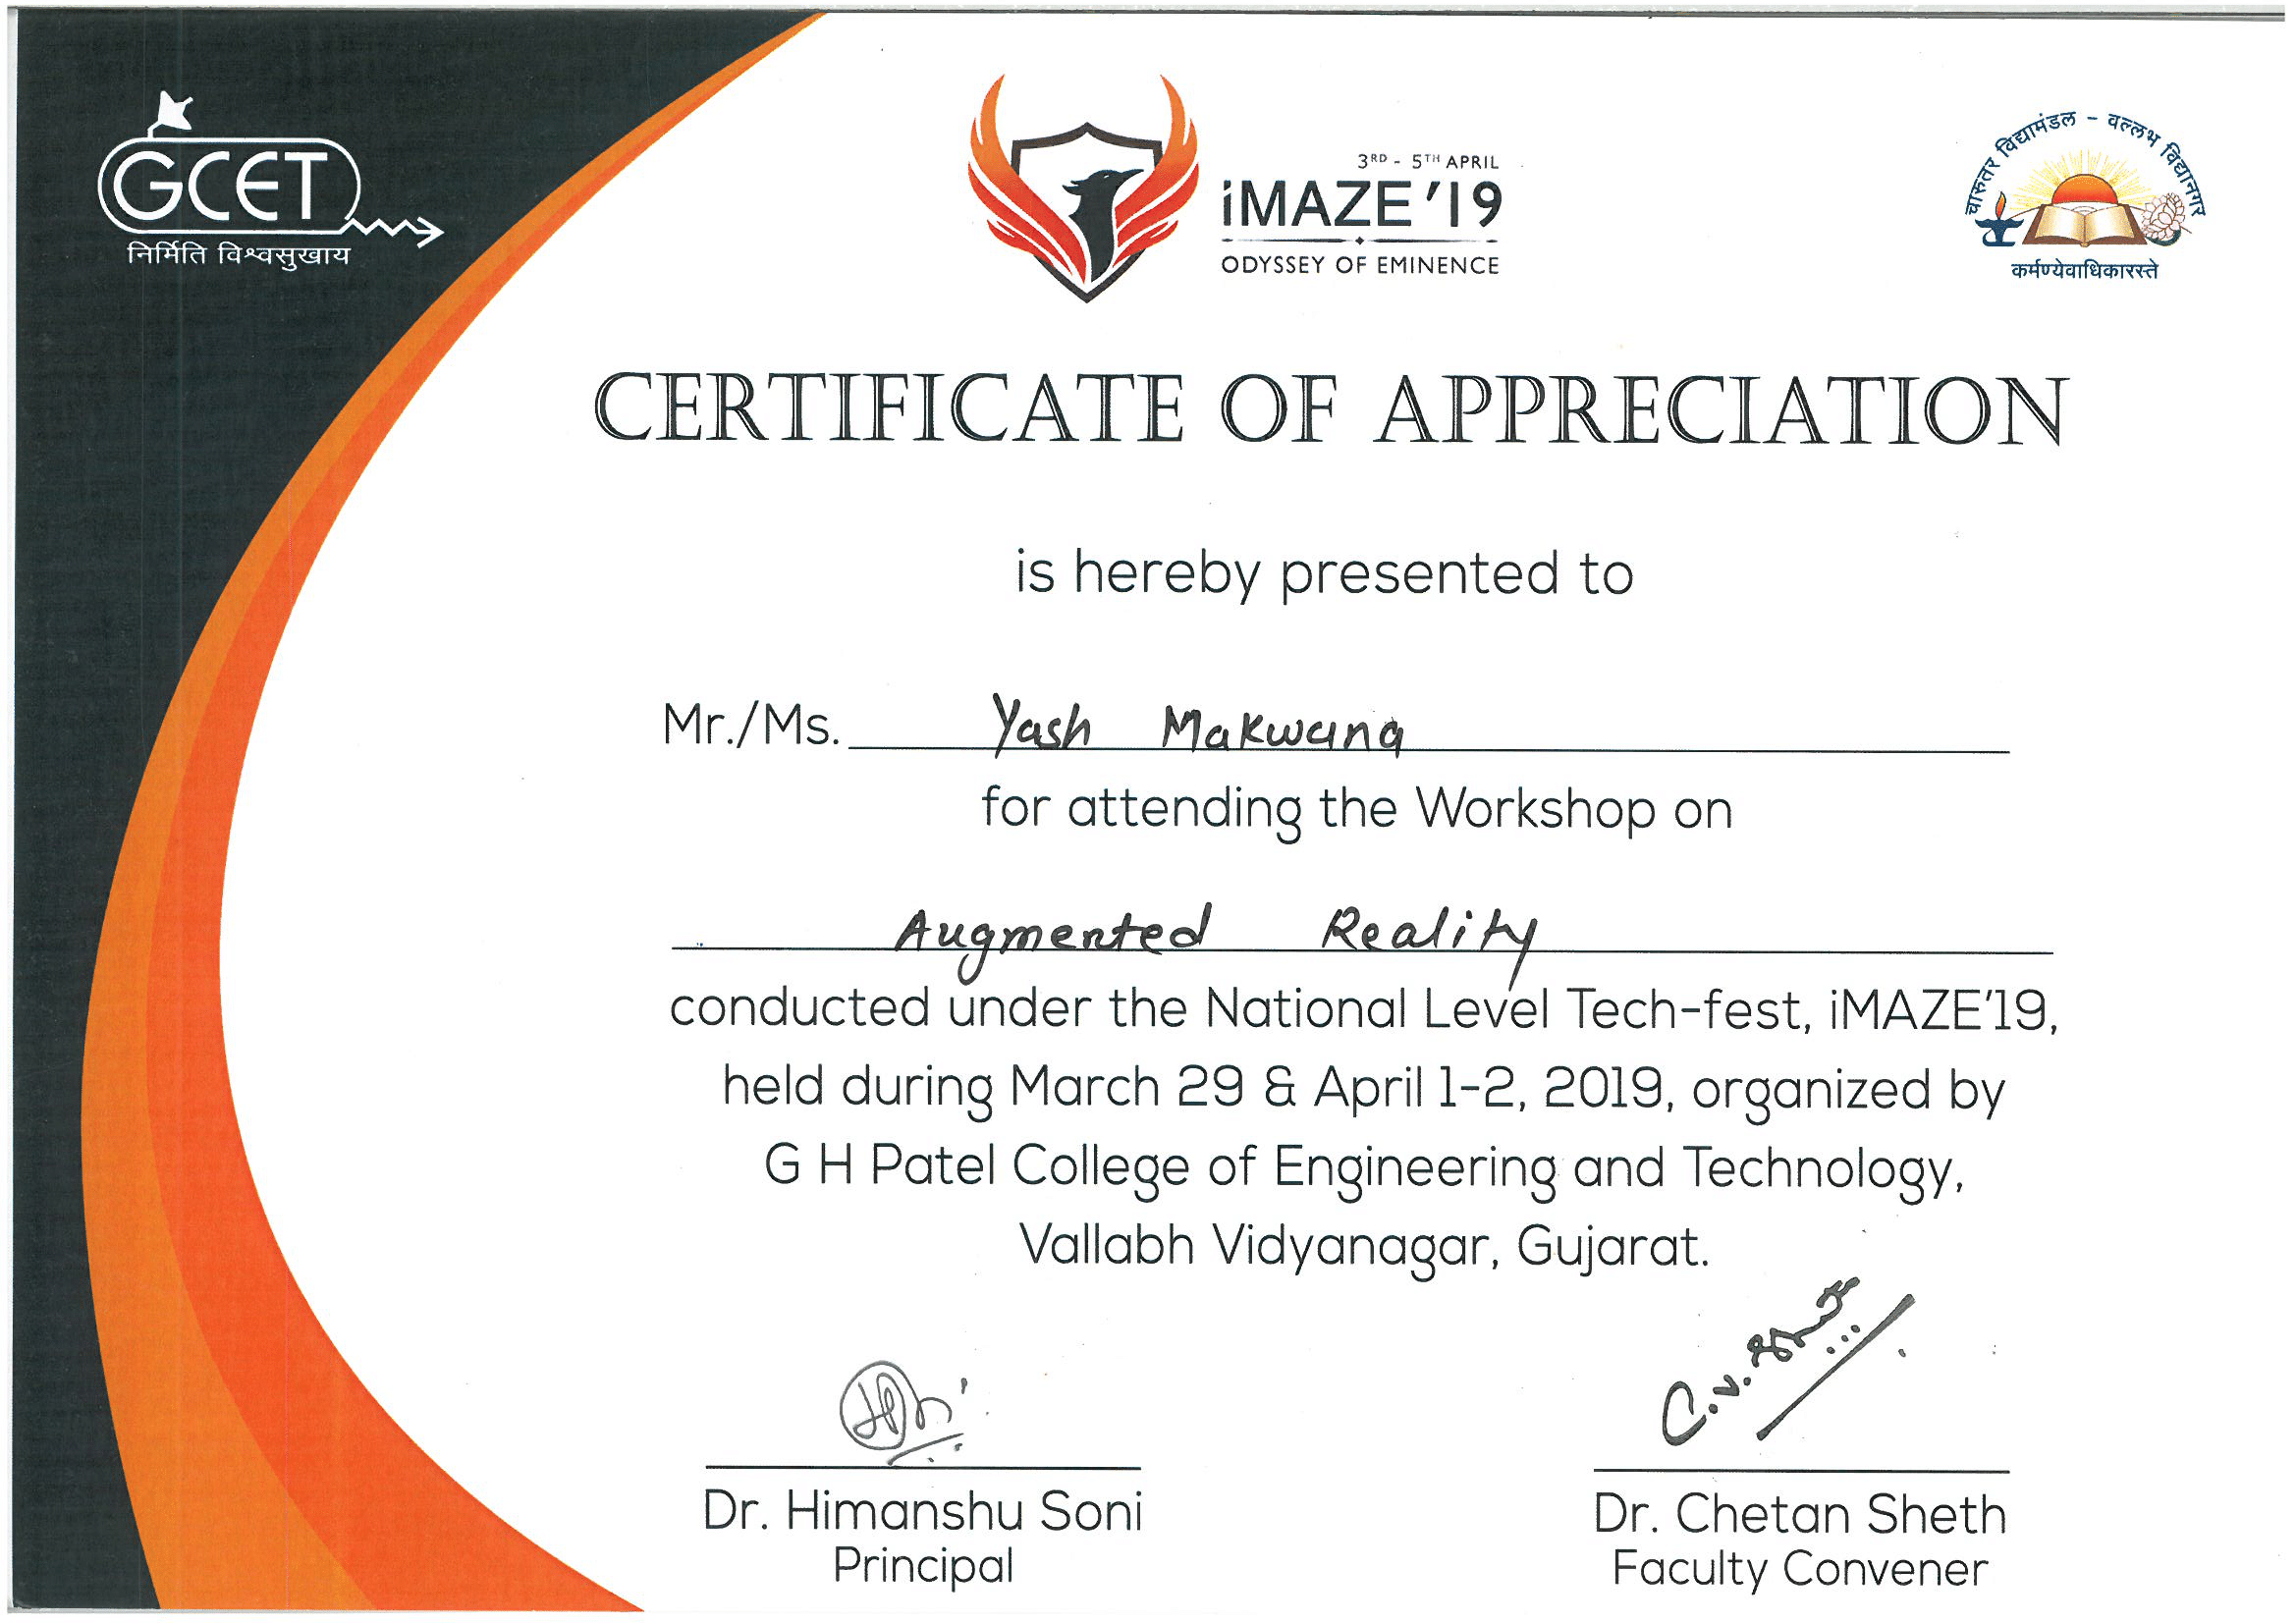 GCET
निर्मिति विश्वसुखाय
3RD - 5TH APRIL
iMAZE'19
ODYSSEY OF EMINENCE
चारुतर विद्यामंडल - वल्लभ विद्यानगर
कर्मण्येवाधिकारस्ते
CERTIFICATE OF APPRECIATION
is hereby presented to
Mr./Ms. Yash Makwana
for attending the Workshop on
Augmented Reality
conducted under the National Level Tech-fest, iMAZE'19,
held during March 29 & April 1-2, 2019, organized by
G H Patel College of Engineering and Technology,
Vallabh Vidyanagar, Gujarat.
C.V. Sheth
Dr. Himanshu Soni
Principal
Dr. Chetan Sheth
Faculty Convener